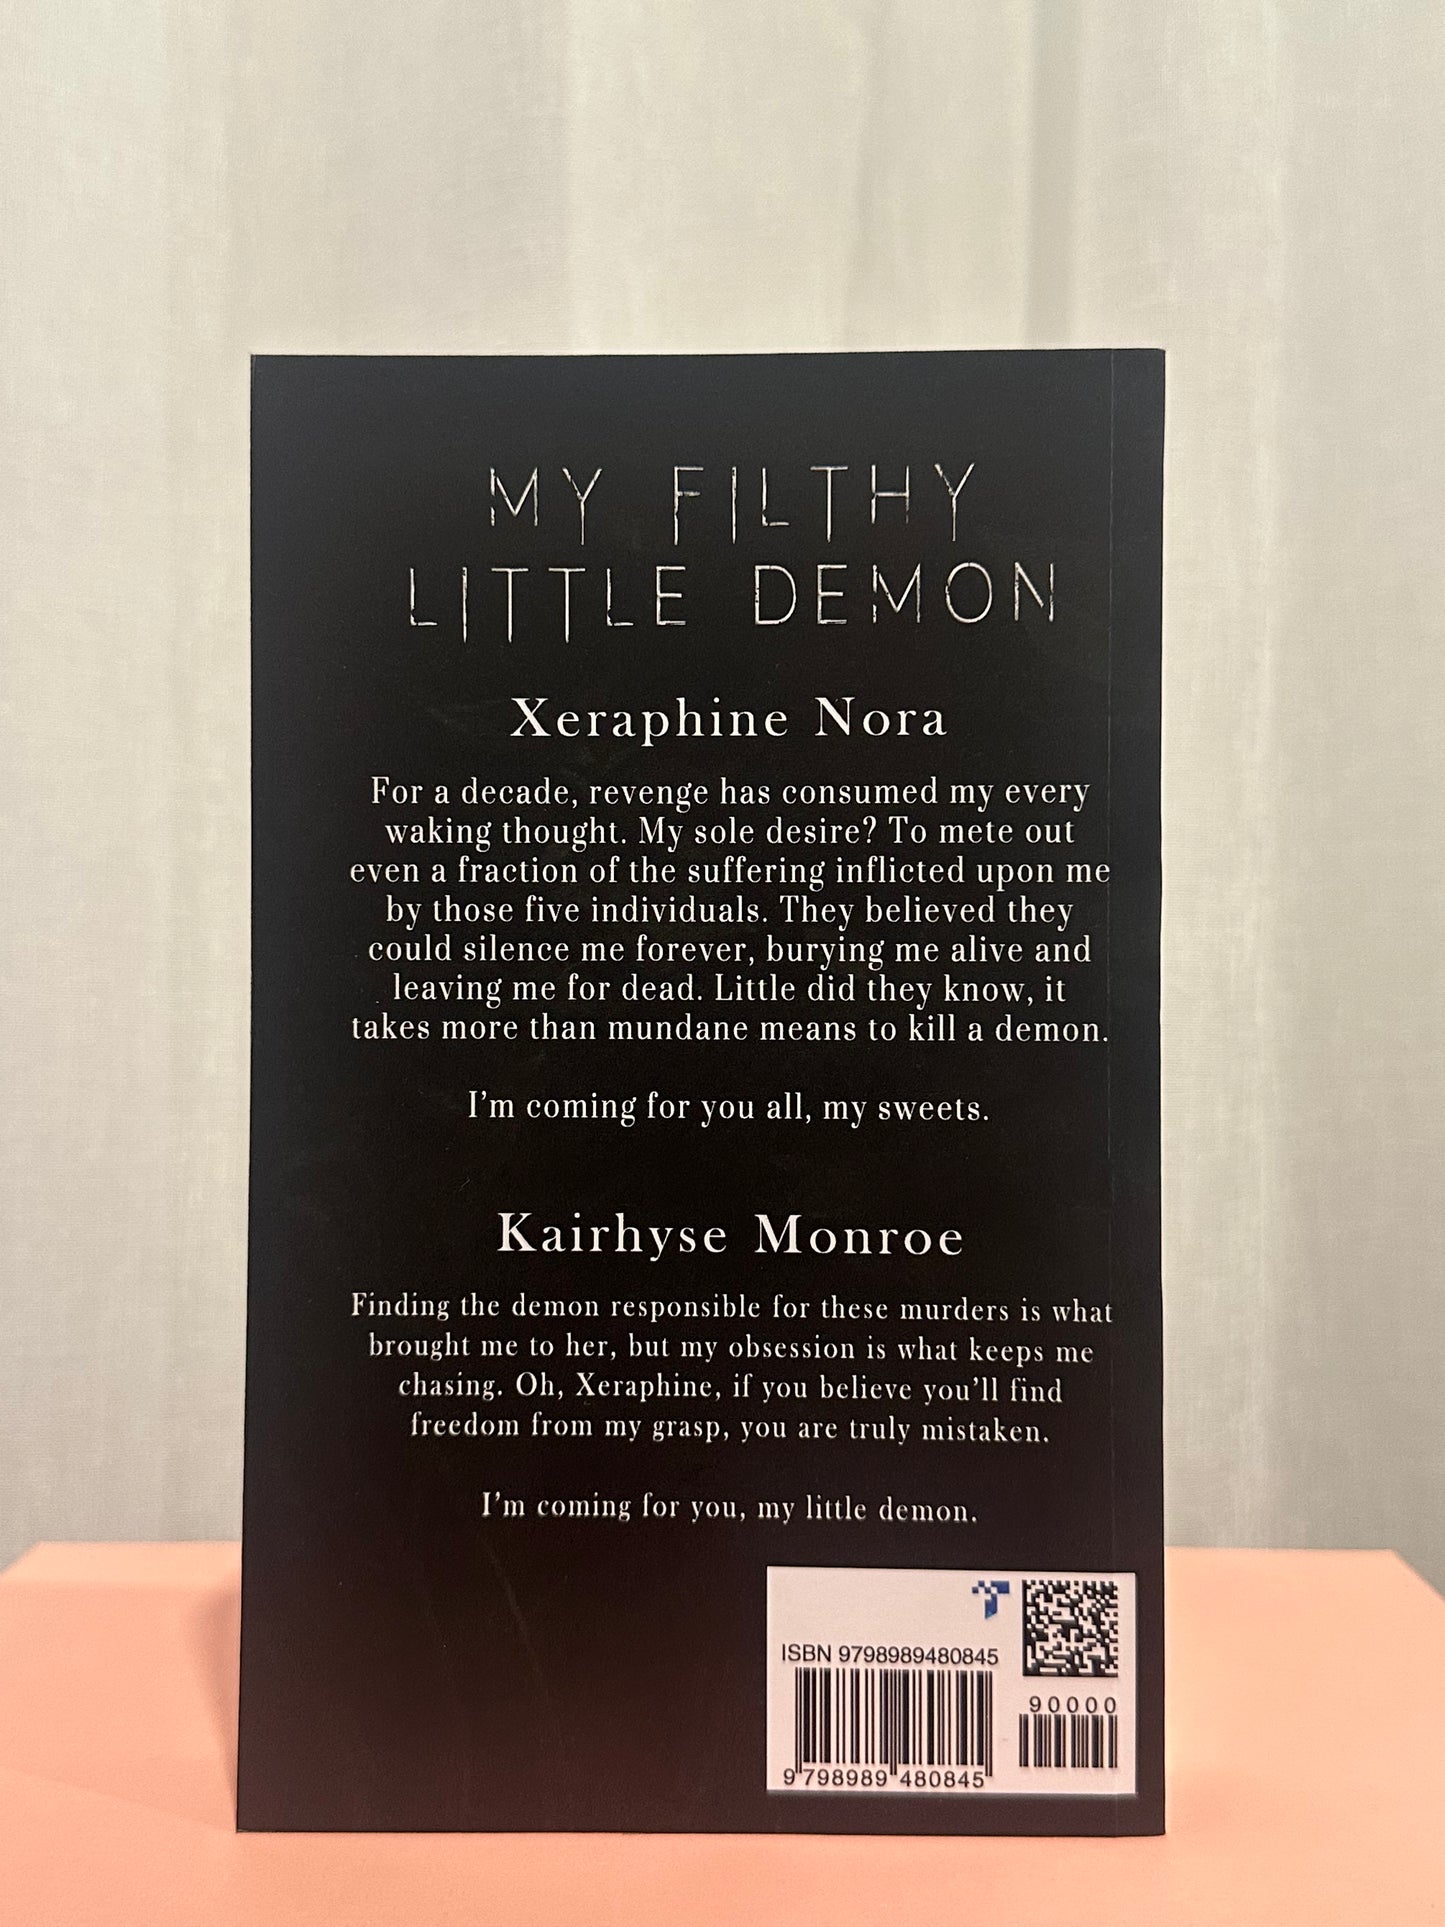 MY FILTHY
LITTLE DEMON
Xeraphine Nora
For a decade, revenge has consumed my every
waking thought. My sole desire? To mete out
even a fraction of the suffering inflicted upon me
by those five individuals. They believed they
could silence me forever, burying me alive and
leaving me for dead. Little did they know, it
takes more than mundane means to kill a demon.
I'm coming for you all, my sweets.
Kairhyse Monroe
Finding the demon responsible for these murders is what
brought me to her, but my obsession is what keeps me
chasing. Oh, Xeraphine, if you believe you'll find
freedom from my grasp, you are truly mistaken.
I'm coming for you, my little demon.
ISBN 9798989480845
90000
9 798989 480845